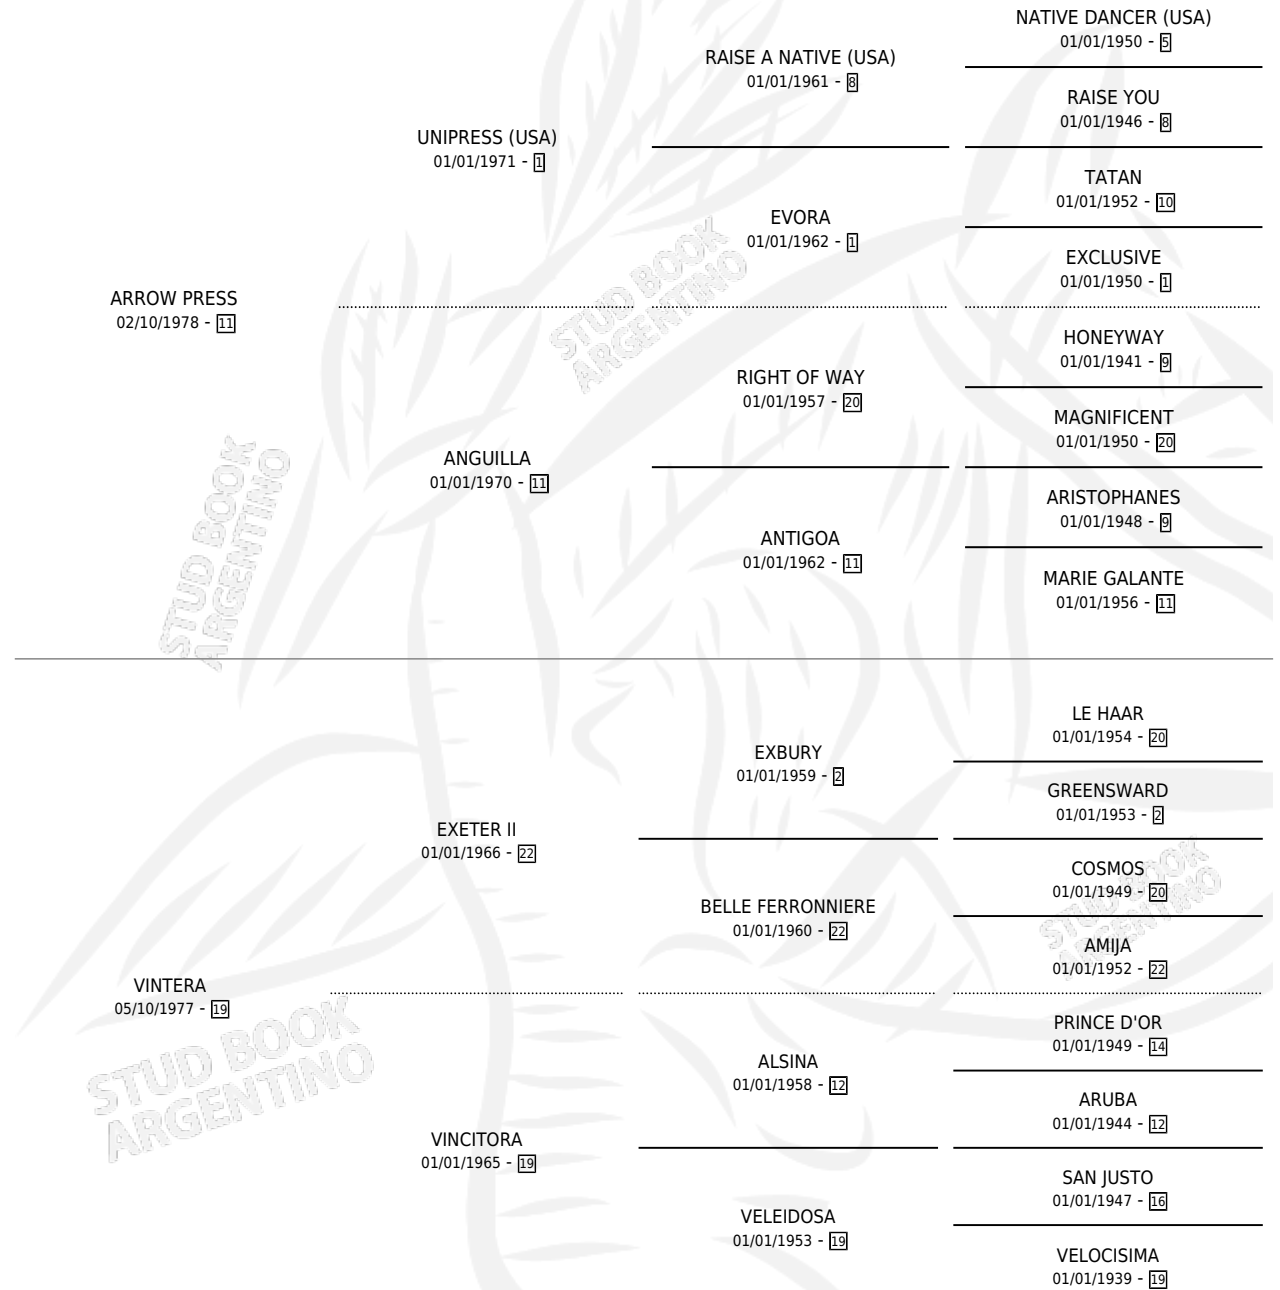 NATIVE DANCER (USA)
01/01/1950 - 5
RAISE A NATIVE (USA)
01/01/1961 - 8
RAISE YOU
01/01/1946 - 8
UNIPRESS (USA)
01/01/1971 - 1
TATAN
01/01/1952 - 10
EVORA
01/01/1962 - 1
EXCLUSIVE
01/01/1950 - 1
ARROW PRESS
02/10/1978 - 11
HONEYWAY
01/01/1941 - 9
RIGHT OF WAY
01/01/1957 - 20
MAGNIFICENT
01/01/1950 - 20
ANGUILLA
01/01/1970 - 11
ARISTOPHANES
01/01/1948 - 9
ANTIGOA
01/01/1962 - 11
MARIE GALANTE
01/01/1956 - 11
STUD BOOK
ARGENTINO
STUD BOOK
ARGENTINO
LE HAAR
01/01/1954 - 20
EXBURY
01/01/1959 - 2
GREENSWARD
01/01/1953 - 2
EXETER II
01/01/1966 - 22
COSMOS
01/01/1949 - 20
BELLE FERRONNIERE
01/01/1960 - 22
AMIJA
01/01/1952 - 22
VINTERA
05/10/1977 - 19
PRINCE D'OR
01/01/1949 - 14
ALSINA
01/01/1958 - 12
ARUBA
01/01/1944 - 12
VINCITORA
01/01/1965 - 19
SAN JUSTO
01/01/1947 - 16
VELEIDOSA
01/01/1953 - 19
VELOCISIMA
01/01/1939 - 19
STUD BOOK
ARGENTINO
STUD BOOK
ARGENTINO